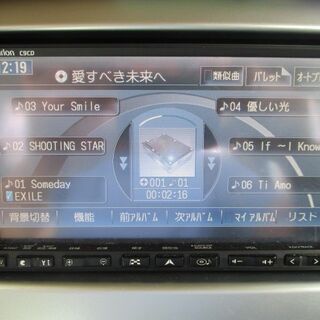 C9CD
12:19
愛すべき未来へ
類似曲
パレット
オートプ
♪03 Your Smile
♪04 優しい光
♪02 SHOOTING STAR
♪05 If ～I Know
♪01 Someday
EXILE
001 ♪01
00:02:16
♪06 Ti Amo
背景切替
機能
前アルバム
次アルバム
マイアルバム
リスト